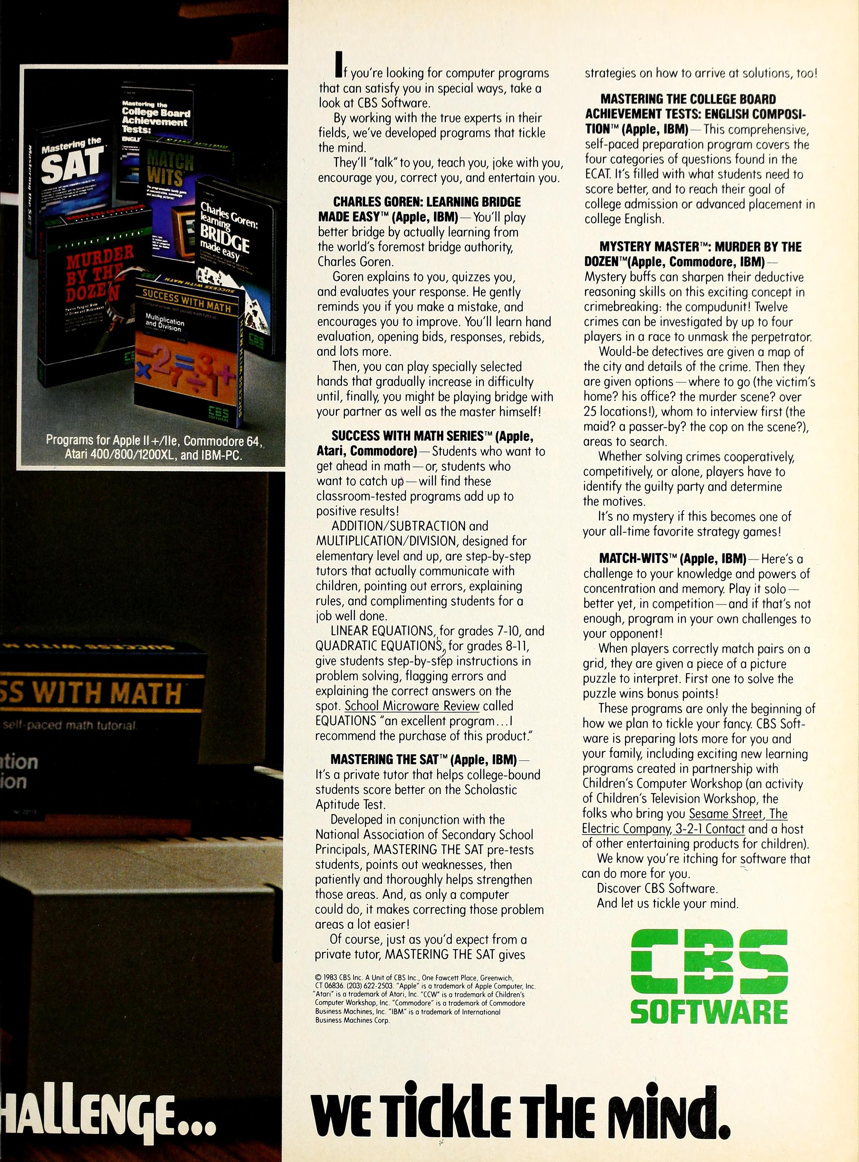 Mastering the
College Board
Achievement
Tests:
ENGLI
Mastering the
SAT
Mastering the SAT
MATCH
WITS
Charles Goren:
learning
BRIDGE
made easy
MURDER
BY THE
DOZEN
SUCCESS WITH MATH
SUCCESS WITH MATH
Multiplication
and Division
CBS
SOFTWARE
Programs for Apple II+/IIe, Commodore 64,
Atari 400/800/1200XL, and IBM-PC.
SUCCESS WITH M
SS WITH MATH
self-paced math tutorial.
ation
ion
If you're looking for computer programs
that can satisfy you in special ways, take a
look at CBS Software.
By working with the true experts in their
fields, we've developed programs that tickle
the mind.
They'll "talk" to you, teach you, joke with you,
encourage you, correct you, and entertain you.
CHARLES GOREN: LEARNING BRIDGE
MADE EASY™ (Apple, IBM)—You'll play
better bridge by actually learning from
the world's foremost bridge authority,
Charles Goren.
Goren explains to you, quizzes you,
and evaluates your response. He gently
reminds you if you make a mistake, and
encourages you to improve. You'll learn hand
evaluation, opening bids, responses, rebids,
and lots more.
Then, you can play specially selected
hands that gradually increase in difficulty
until, finally, you might be playing bridge with
your partner as well as the master himself!
SUCCESS WITH MATH SERIES™ (Apple,
Atari, Commodore)—Students who want to
get ahead in math—or, students who
want to catch up—will find these
classroom-tested programs add up to
positive results!
ADDITION/SUBTRACTION and
MULTIPLICATION/DIVISION, designed for
elementary level and up, are step-by-step
tutors that actually communicate with
children, pointing out errors, explaining
rules, and complimenting students for a
job well done.
LINEAR EQUATIONS, for grades 7-10, and
QUADRATIC EQUATIONS, for grades 8-11,
give students step-by-step instructions in
problem solving, flagging errors and
explaining the correct answers on the
spot. School Microware Review called
EQUATIONS "an excellent program...I
recommend the purchase of this product."
MASTERING THE SAT™ (Apple, IBM)—
It's a private tutor that helps college-bound
students score better on the Scholastic
Aptitude Test.
Developed in conjunction with the
National Association of Secondary School
Principals, MASTERING THE SAT pre-tests
students, points out weaknesses, then
patiently and thoroughly helps strengthen
those areas. And, as only a computer
could do, it makes correcting those problem
areas a lot easier!
Of course, just as you'd expect from a
private tutor, MASTERING THE SAT gives
© 1983 CBS Inc. A Unit of CBS Inc., One Fawcett Place, Greenwich,
CT 06836. (203) 622-2503. "Apple" is a trademark of Apple Computer, Inc.
"Atari" is a trademark of Atari, Inc. "CCW" is a trademark of Children's
Computer Workshop, Inc. "Commodore" is a trademark of Commodore
Business Machines, Inc. "IBM" is a trademark of International
Business Machines Corp.
strategies on how to arrive at solutions, too!
MASTERING THE COLLEGE BOARD
ACHIEVEMENT TESTS: ENGLISH COMPOSI-
TION™ (Apple, IBM)—This comprehensive,
self-paced preparation program covers the
four categories of questions found in the
ECAT. It's filled with what students need to
score better, and to reach their goal of
college admission or advanced placement in
college English.
MYSTERY MASTER™: MURDER BY THE
DOZEN™(Apple, Commodore, IBM)—
Mystery buffs can sharpen their deductive
reasoning skills on this exciting concept in
crimebreaking: the compudunit! Twelve
crimes can be investigated by up to four
players in a race to unmask the perpetrator.
Would-be detectives are given a map of
the city and details of the crime. Then they
are given options—where to go (the victim's
home? his office? the murder scene? over
25 locations!), whom to interview first (the
maid? a passer-by? the cop on the scene?),
areas to search.
Whether solving crimes cooperatively,
competitively, or alone, players have to
identify the guilty party and determine
the motives.
It's no mystery if this becomes one of
your all-time favorite strategy games!
MATCH-WITS™ (Apple, IBM)—Here's a
challenge to your knowledge and powers of
concentration and memory. Play it solo—
better yet, in competition—and if that's not
enough, program in your own challenges to
your opponent!
When players correctly match pairs on a
grid, they are given a piece of a picture
puzzle to interpret. First one to solve the
puzzle wins bonus points!
These programs are only the beginning of
how we plan to tickle your fancy. CBS Soft-
ware is preparing lots more for you and
your family, including exciting new learning
programs created in partnership with
Children's Computer Workshop (an activity
of Children's Television Workshop, the
folks who bring you Sesame Street, The
Electric Company, 3-2-1 Contact and a host
of other entertaining products for children).
We know you're itching for software that
can do more for you.
Discover CBS Software.
And let us tickle your mind.
CBS
SOFTWARE
HALLENGE... WE TICKLE THE MIND.